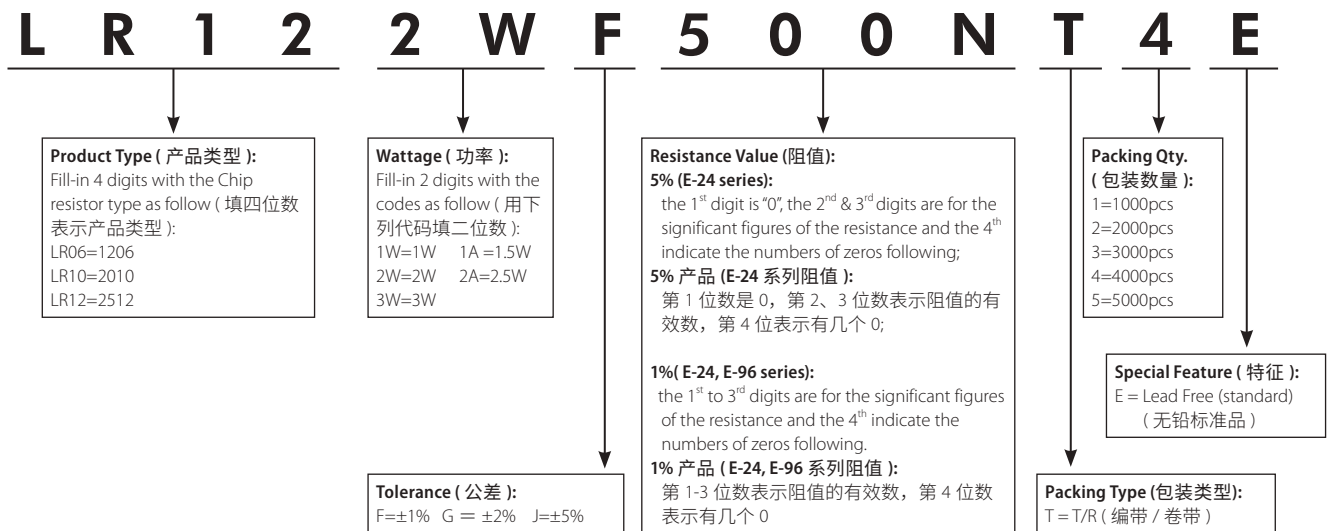 L R 1 2 2 W F 5 0 0 N T 4 E
Product Type ( 产品类型 ):
Fill-in 4 digits with the Chip
resistor type as follow ( 填四位数
表示产品类型 ):
LR06=1206
LR10=2010
LR12=2512
Wattage ( 功率 ):
Fill-in 2 digits with the
codes as follow ( 用下
列代码填二位数 ):
1W=1W 1A =1.5W
2W=2W 2A=2.5W
3W=3W
Tolerance ( 公差 ):
F=±1% G = ±2% J=±5%
Resistance Value (阻值):
5% (E-24 series):
the 1st digit is "0", the 2nd & 3rd digits are for the
significant figures of the resistance and the 4th
indicate the numbers of zeros following;
5% 产品 (E-24 系列阻值 ):
第 1 位数是 0，第 2、3 位数表示阻值的有
效数，第 4 位表示有几个 0;
1%( E-24, E-96 series):
the 1st to 3rd digits are for the significant figures
of the resistance and the 4th indicate the
numbers of zeros following.
1% 产品 ( E-24, E-96 系列阻值 ):
第 1-3 位数表示阻值的有效数，第 4 位数
表示有几个 0
Packing Qty.
( 包装数量 ):
1=1000pcs
2=2000pcs
3=3000pcs
4=4000pcs
5=5000pcs
Special Feature ( 特征 ):
E = Lead Free (standard)
( 无铅标准品 )
Packing Type (包装类型):
T = T/R ( 编带 / 卷带 )